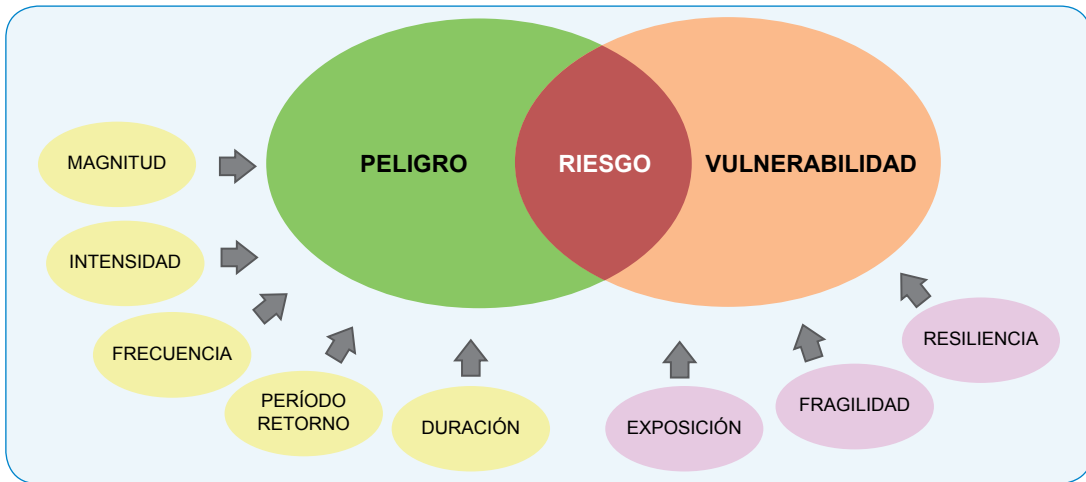 PELIGRO
RIESGO
VULNERABILIDAD
MAGNITUD
INTENSIDAD
FRECUENCIA
PERÍODO
RETORNO
DURACIÓN
EXPOSICIÓN
FRAGILIDAD
RESILIENCIA